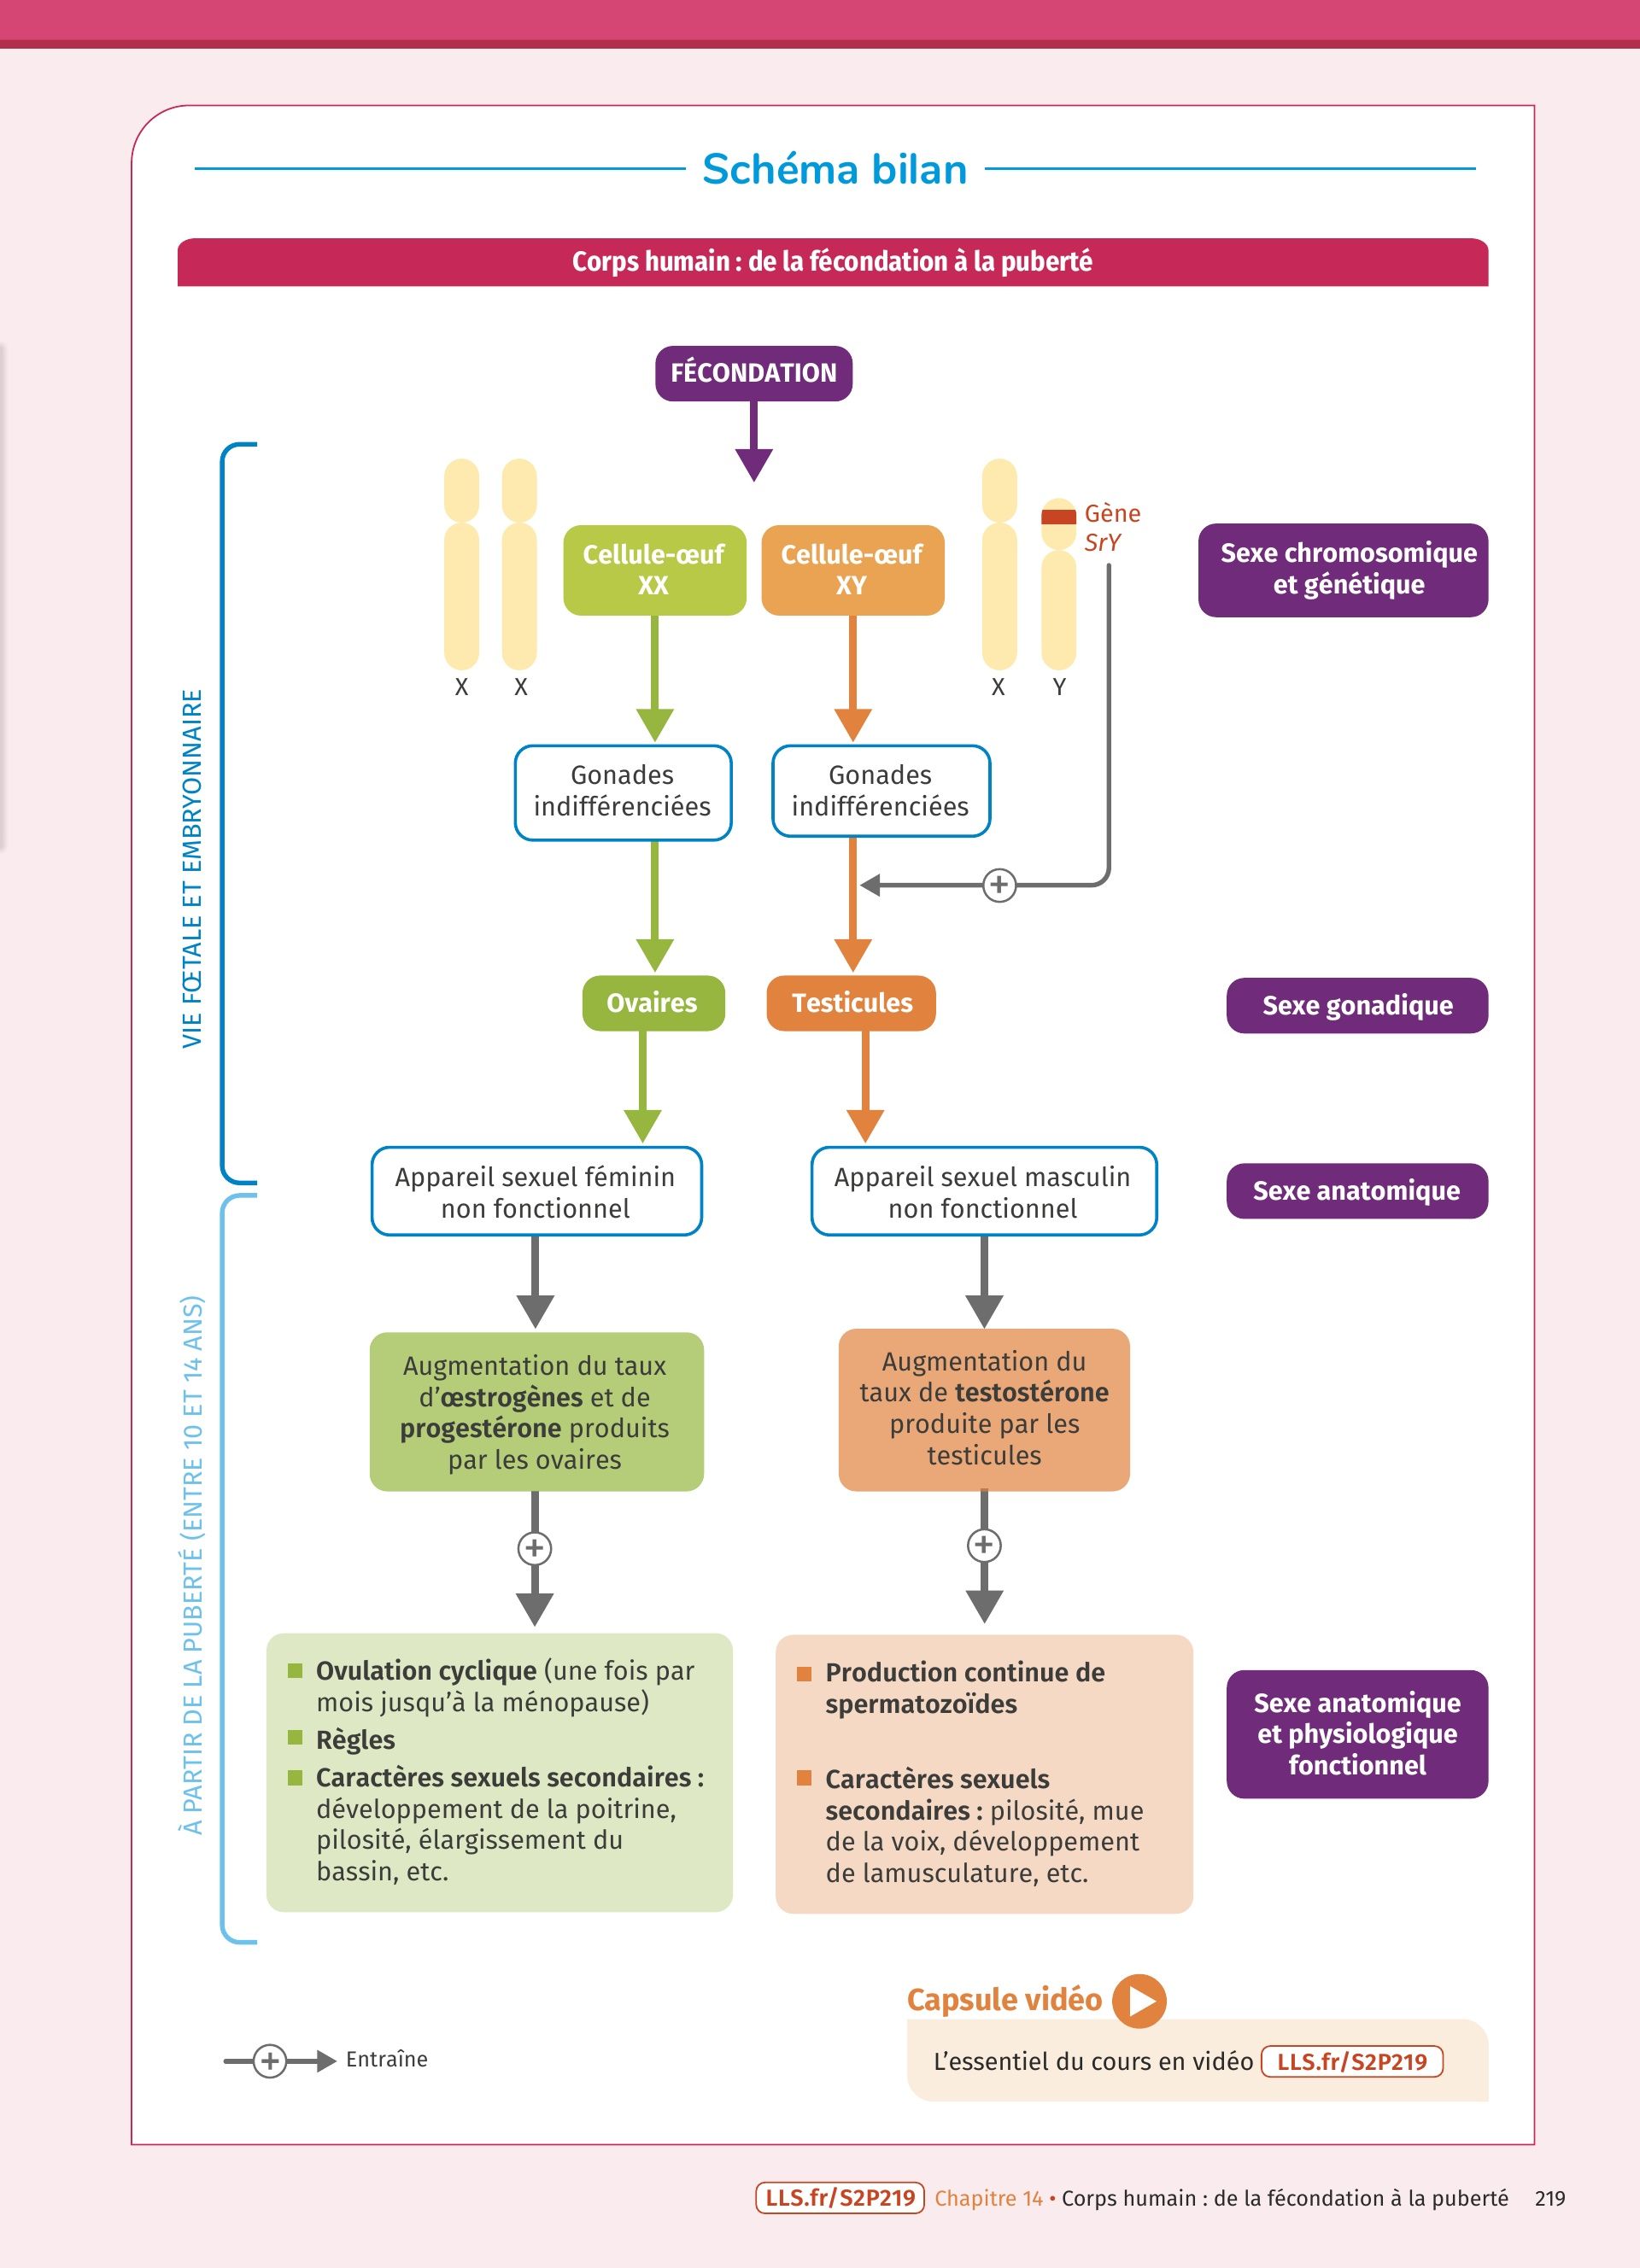 Schéma bilan
Corps humain : de la fécondation à la puberté
FÉCONDATION
VIE FŒTALE ET EMBRYONNAIRE
Cellule-œuf
XX
Cellule-œuf
XY
Gène
SrY
X
X
X
Y
Sexe chromosomique
et génétique
Gonades
indifférenciées
Gonades
indifférenciées
+
Ovaires
Testicules
Sexe gonadique
Appareil sexuel féminin
non fonctionnel
Appareil sexuel masculin
non fonctionnel
Sexe anatomique
À PARTIR DE LA PUBERTÉ (ENTRE 10 ET 14 ANS)
Augmentation du taux
d’œstrogènes et de
progestérone produits
par les ovaires
Augmentation du
taux de testostérone
produite par les
testicules
+
+
Ovulation cyclique (une fois par
mois jusqu’à la ménopause)
Règles
Caractères sexuels secondaires :
développement de la poitrine,
pilosité, élargissement du
bassin, etc.
Production continue de
spermatozoïdes
Caractères sexuels
secondaires : pilosité, mue
de la voix, développement
de lamusculature, etc.
Sexe anatomique
et physiologique
fonctionnel
+ Entraîne
Capsule vidéo
L’essentiel du cours en vidéo LLS.fr/S2P219
LLS.fr/S2P219 Chapitre 14 • Corps humain : de la fécondation à la puberté 219